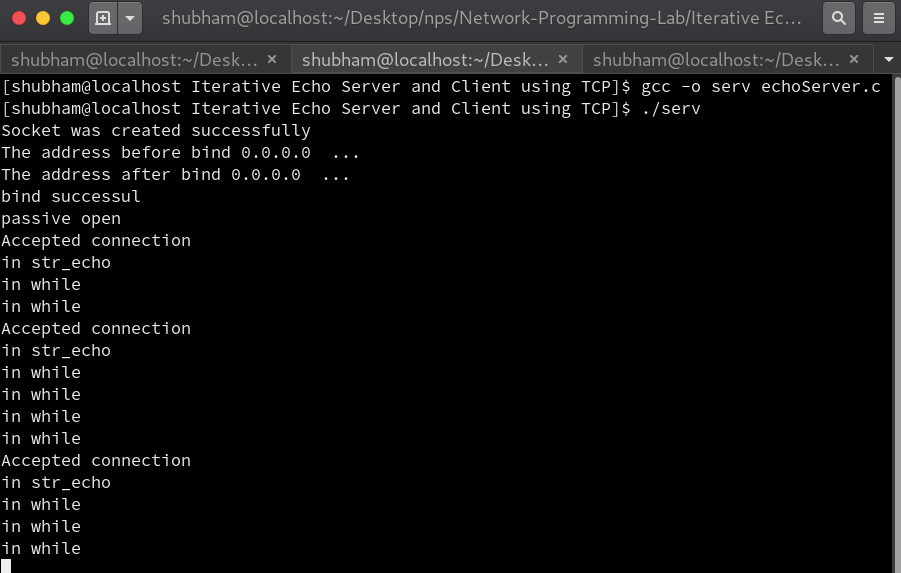 shubham@localhost:~/Desktop/nps/Network-Programming-Lab/Iterative Ec...
shubham@localhost:~/Desk... × shubham@localhost:~/Desk... × shubham@localhost:~/Desk... ×
[shubham@localhost Iterative Echo Server and Client using TCP]$ gcc -o serv echoServer.c
[shubham@localhost Iterative Echo Server and Client using TCP]$ ./serv
Socket was created successfully
The address before bind 0.0.0.0  ...
The address after bind 0.0.0.0  ...
bind successul
passive open
Accepted connection
in str_echo
in while
in while
Accepted connection
in str_echo
in while
in while
in while
in while
Accepted connection
in str_echo
in while
in while
in while